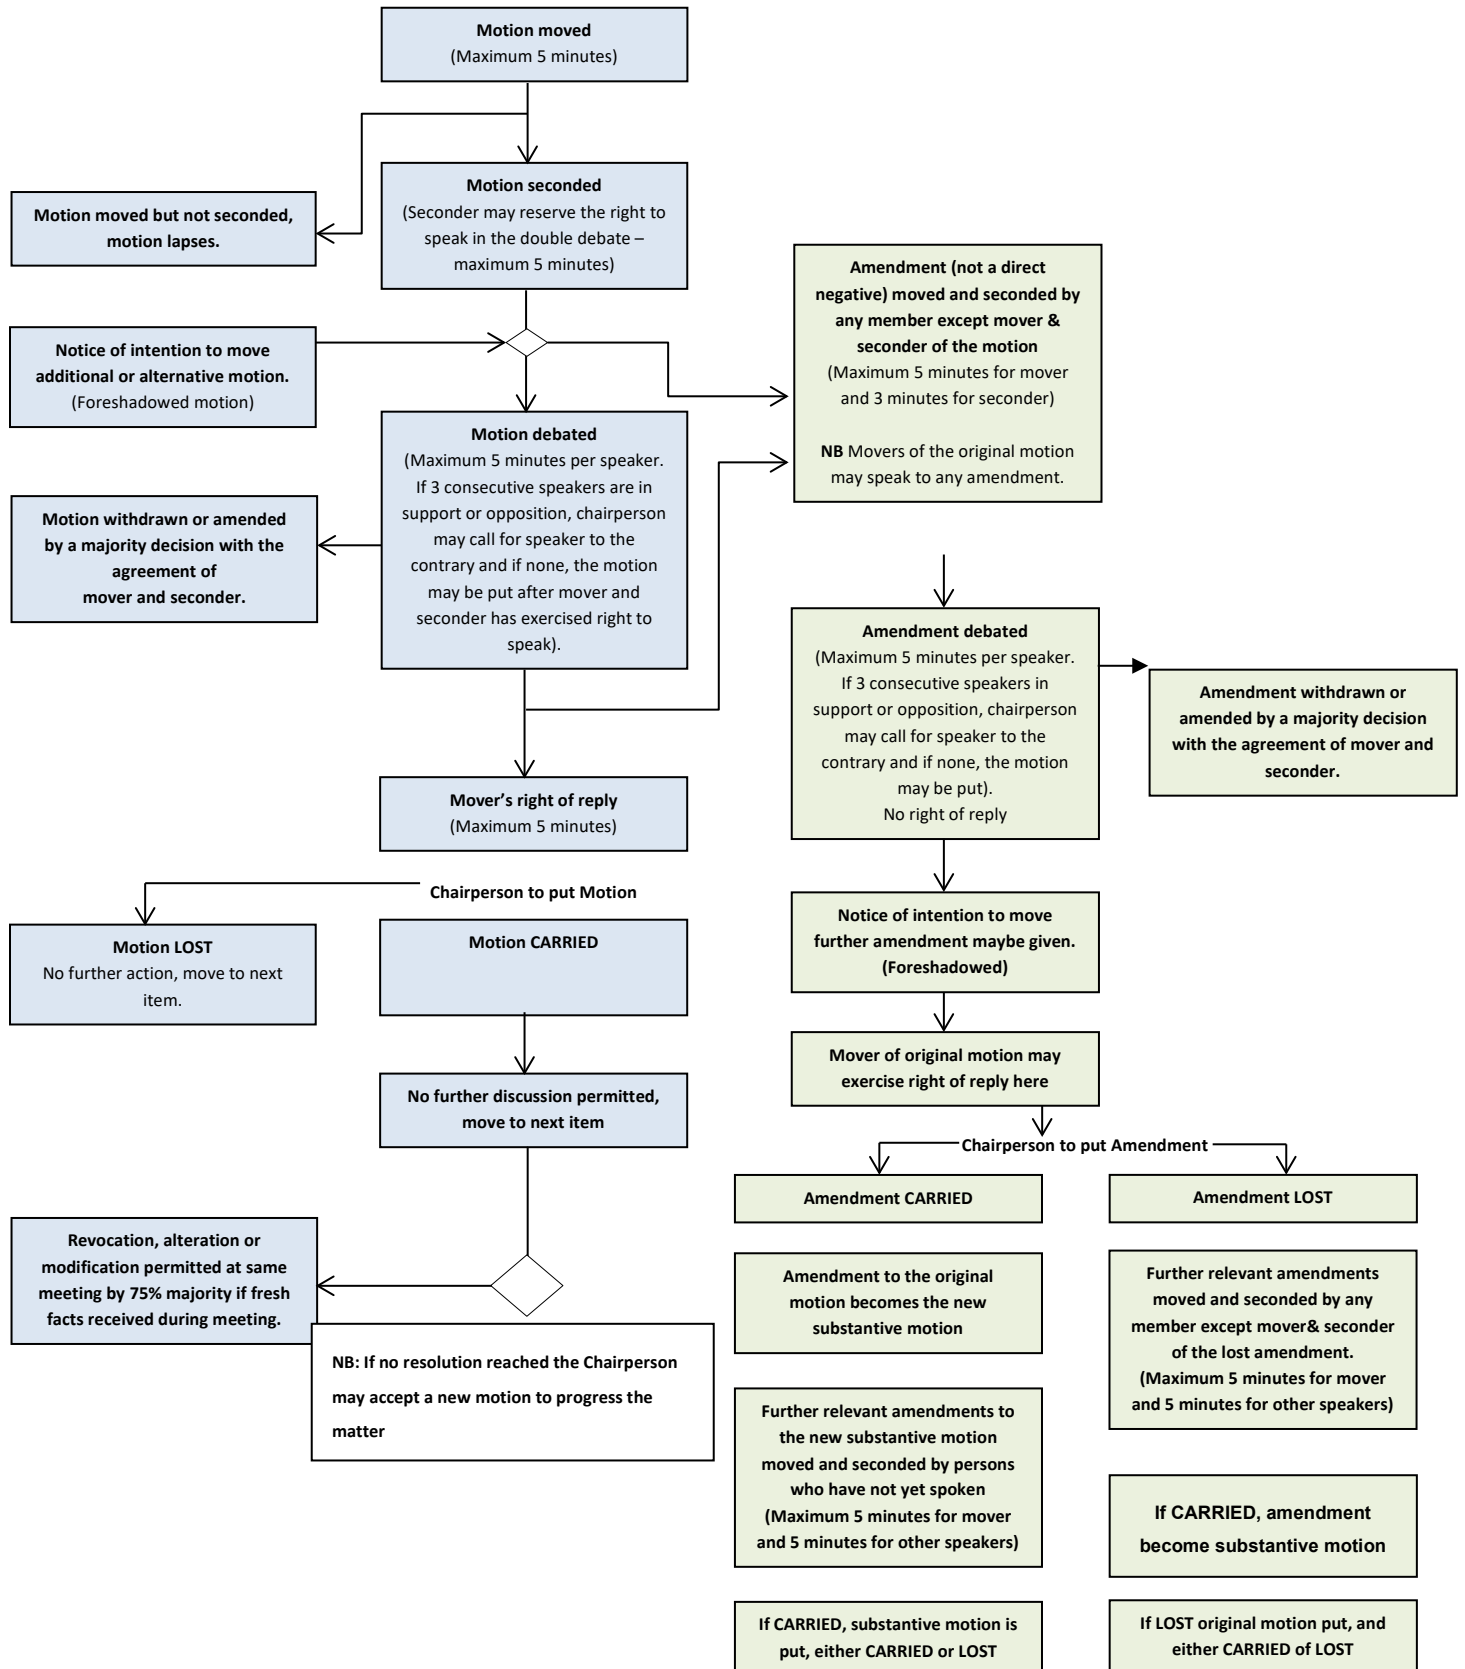 Motion moved
(Maximum 5 minutes)
Motion seconded
(Seconder may reserve the right to
speak in the double debate –
maximum 5 minutes)
Motion moved but not seconded,
motion lapses.
Notice of intention to move
additional or alternative motion.
(Foreshadowed motion)
Motion debated
(Maximum 5 minutes per speaker.
If 3 consecutive speakers are in
support or opposition, chairperson
may call for speaker to the
contrary and if none, the motion
may be put after mover and
seconder has exercised right to
speak).
Motion withdrawn or amended
by a majority decision with the
agreement of
mover and seconder.
Mover’s right of reply
(Maximum 5 minutes)
Chairperson to put Motion
Motion LOST
No further action, move to next
item.
Motion CARRIED
No further discussion permitted,
move to next item
Revocation, alteration or
modification permitted at same
meeting by 75% majority if fresh
facts received during meeting.
NB: If no resolution reached the Chairperson
may accept a new motion to progress the
matter
Amendment (not a direct
negative) moved and seconded by
any member except mover &
seconder of the motion
(Maximum 5 minutes for mover
and 3 minutes for seconder)
NB Movers of the original motion
may speak to any amendment.
Amendment debated
(Maximum 5 minutes per speaker.
If 3 consecutive speakers in
support or opposition, chairperson
may call for speaker to the
contrary and if none, the motion
may be put).
No right of reply
Amendment withdrawn or
amended by a majority decision
with the agreement of mover and
seconder.
Notice of intention to move
further amendment maybe given.
(Foreshadowed)
Mover of original motion may
exercise right of reply here
Chairperson to put Amendment
Amendment CARRIED
Amendment to the original
motion becomes the new
substantive motion
Further relevant amendments to
the new substantive motion
moved and seconded by persons
who have not yet spoken
(Maximum 5 minutes for mover
and 5 minutes for other speakers)
If CARRIED, substantive motion is
put, either CARRIED or LOST
Amendment LOST
Further relevant amendments
moved and seconded by any
member except mover& seconder
of the lost amendment.
(Maximum 5 minutes for mover
and 5 minutes for other speakers)
If CARRIED, amendment
become substantive motion
If LOST original motion put, and
either CARRIED of LOST